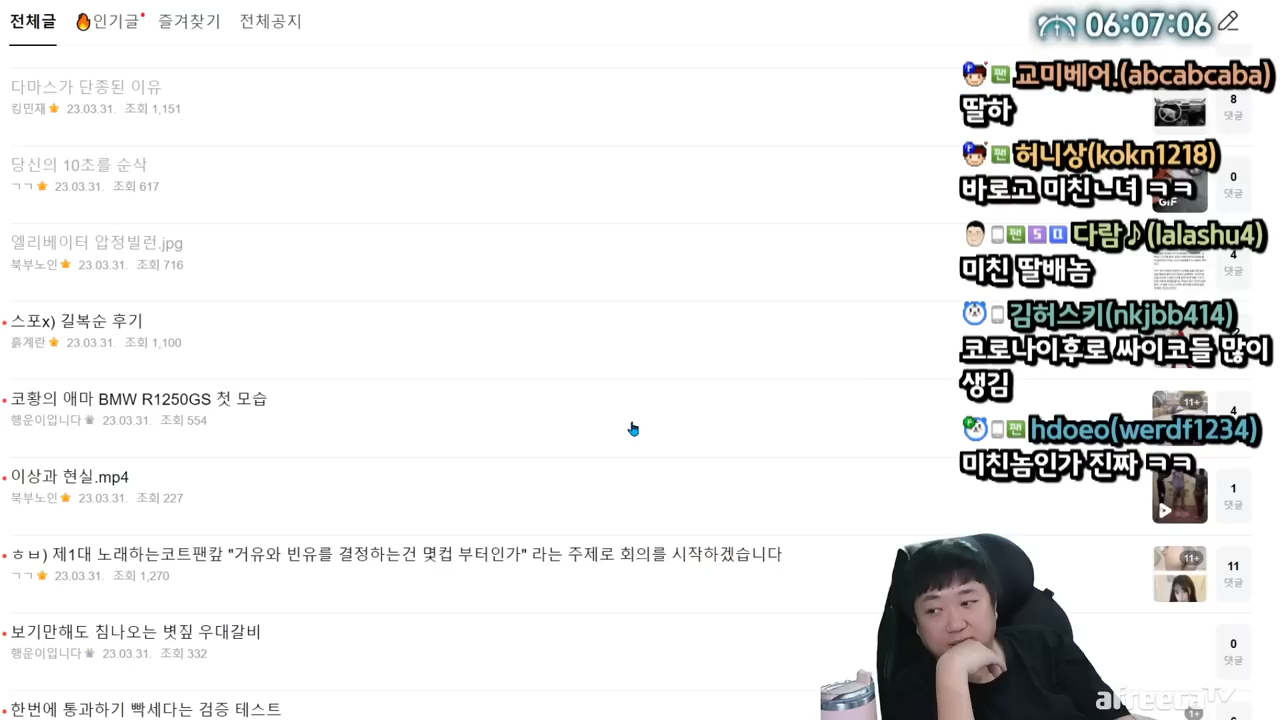 전체글 🔥인기글 즐겨찾기 전체공지
06:07:06
다마스가 단종된 이유
킹민재 23.03.31. 조회 1,151
8
댓글
당신의 10초를 순삭
ㄱㄱ 23.03.31. 조회 617
GIF
0
댓글
엘리베이터 압정빌런.jpg
북부노인 23.03.31. 조회 716
4
댓글
스포x) 길복순 후기
흙계란 23.03.31. 조회 1,100
코황의 애마 BMW R1250GS 첫 모습
행운이입니다 23.03.31. 조회 554
11+
4
이상과 현실.mp4
북부노인 23.03.31. 조회 227
1
댓글
ㅎㅂ) 제1대 노래하는코트팬캎 "거유와 빈유를 결정하는건 몇컵 부터인가" 라는 주제로 회의를 시작하겠습니다
ㄱㄱ 23.03.31. 조회 1,270
11+
11
댓글
보기만해도 침나오는 볏짚 우대갈비
행운이입니다 23.03.31. 조회 332
0
댓글
한번에 통과하기 빡세다는 검증 테스트
1+
교미베어.(abcabcaba)
딸하
허니상(kokn1218)
바로고 미친ㄴ녀 ㅋㅋ
다람♪(lalashu4)
미친 딸배놈
김허스키(nkjbb414)
코로나이후로 싸이코들 많이
생김
hdoeo(werdf1234)
미친놈인가 진짜 ㅋㅋ
afreecaTV